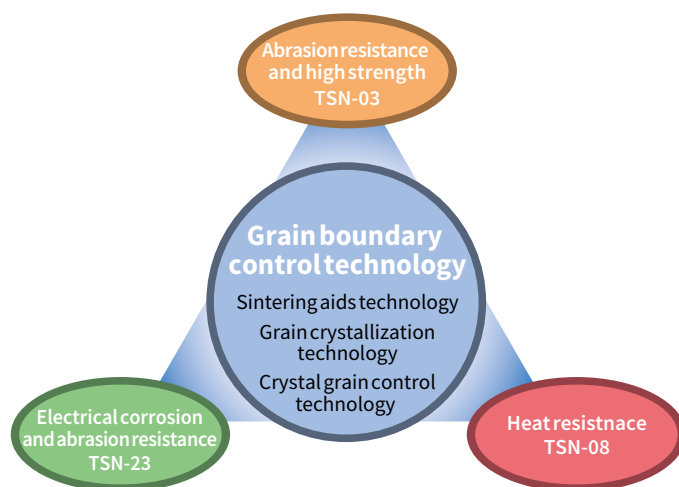 Abrasion resistance
and high strength
TSN-03
Grain boundary
control technology
Sintering aids technology
Grain crystallization
technology
Crystal grain control
technology
Electrical corrosion
and abrasion resistance
TSN-23
Heat resistnace
TSN-08